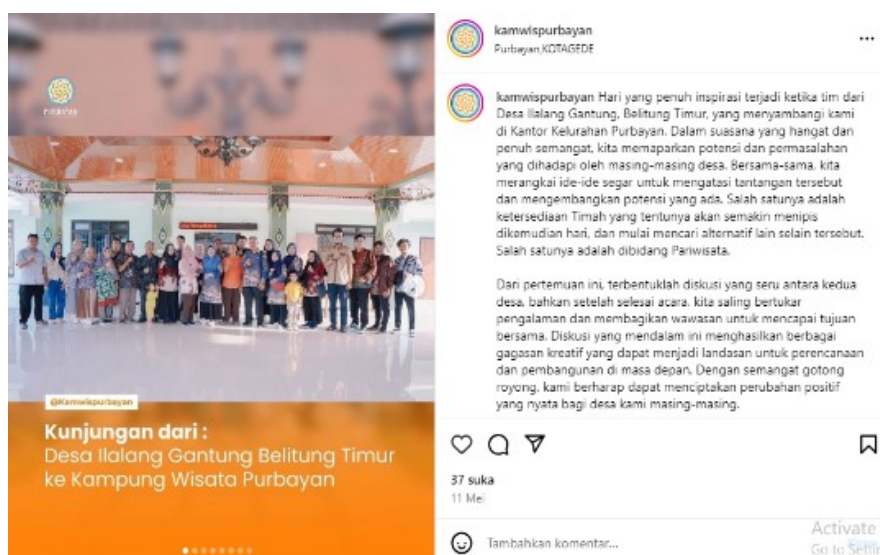 @Kamwispurbayan
Kunjungan dari :
Desa Ilalang Gantung Belitung Timur
ke Kampung Wisata Purbayan
kamwispurbayan
Purbayan,KOTAGEDE
kamwispurbayan Hari yang penuh inspirasi terjadi ketika tim dari
Desa Ilalang Gantung, Belitung Timur, yang menyambangi kami
di Kantor Kelurahan Purbayan. Dalam suasana yang hangat dan
penuh semangat, kita memaparkan potensi dan permasalahan
yang dihadapi oleh masing-masing desa. Bersama-sama, kita
merangkai ide-ide segar untuk mengatasi tantangan tersebut
dan mengembangkan potensi yang ada. Salah satunya adalah
ketersediaan Timah yang tentunya akan semakin menipis
dikemudian hari, dan mulai mencari alternatif lain selain tersebut.
Salah satunya adalah dibidang Pariwisata.
Dari pertemuan ini, terbentuklah diskusi yang seru antara kedua
desa, bahkan setelah selesai acara, kita saling bertukar
pengalaman dan membagikan wawasan untuk mencapai tujuan
bersama. Diskusi yang mendalam ini menghasilkan berbagai
gagasan kreatif yang dapat menjadi landasan untuk perencanaan
dan pembangunan di masa depan. Dengan semangat gotong
royong, kami berharap dapat menciptakan perubahan positif
yang nyata bagi desa kami masing-masing.
37 suka
11 Mei
Tambahkan komentar...
Activate
Go to